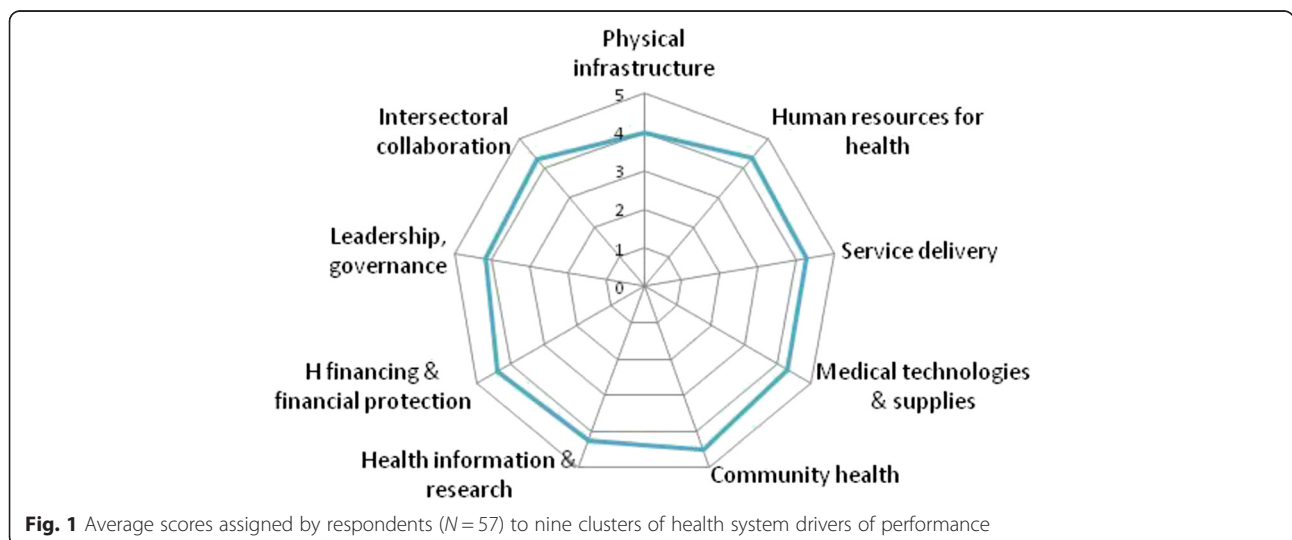 Physical
infrastructure
Human resources for
health
Service delivery
Medical technologies
& supplies
Community health
Health information &
research
H financing &
financial protection
Leadership,
governance
Intersectoral
collaboration
5
4
3
2
1
0
Fig. 1 Average scores assigned by respondents (N = 57) to nine clusters of health system drivers of performance